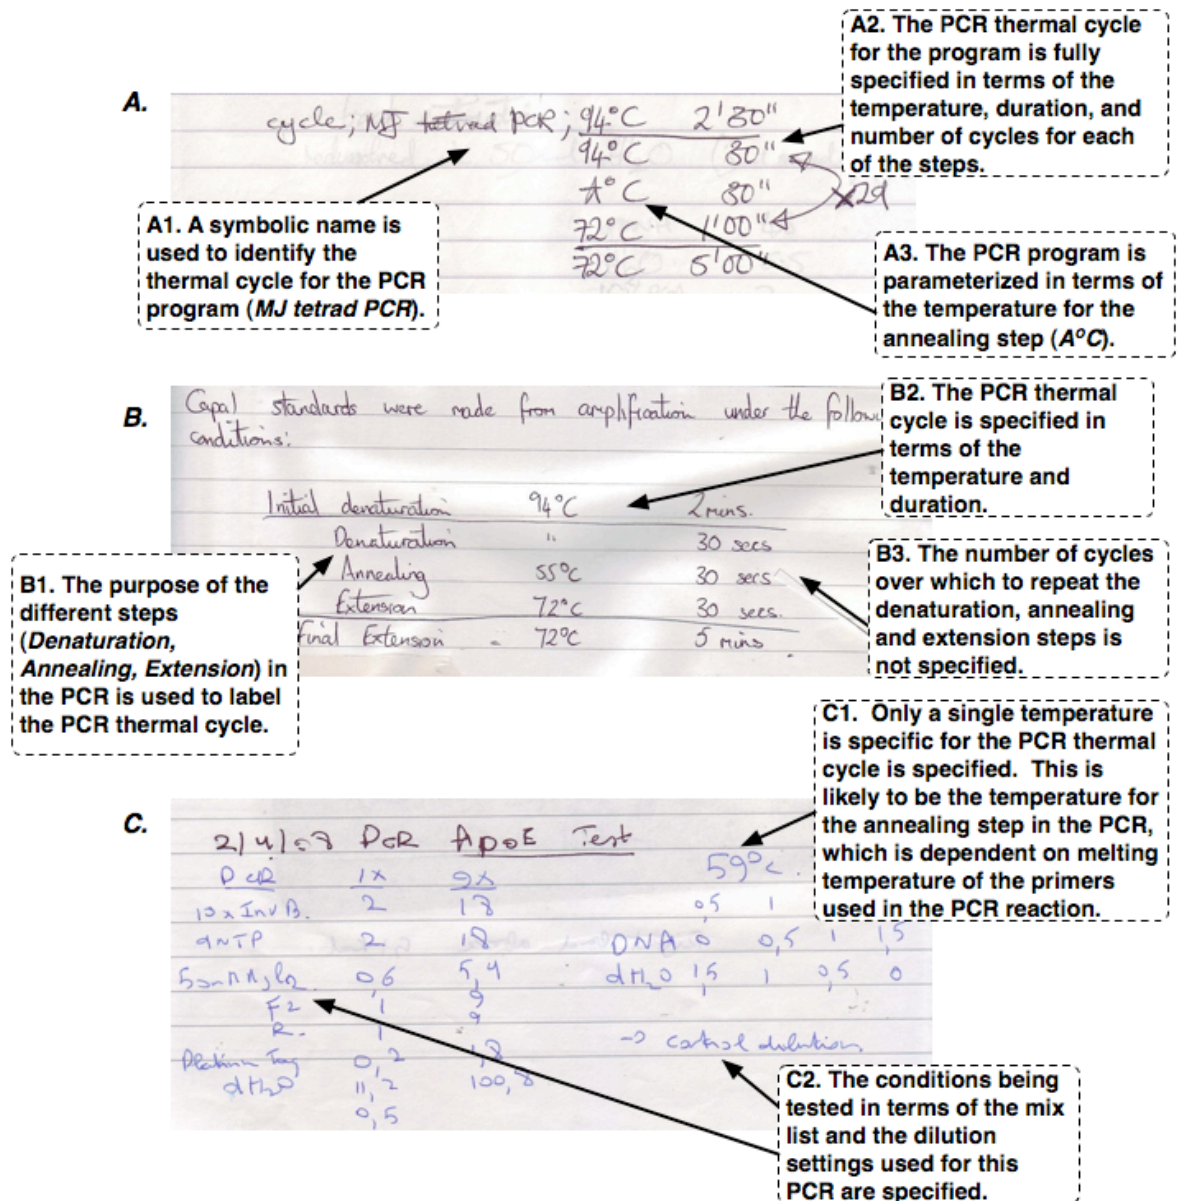 A.
cycle; MJ tetrad PCR; 94°C 2'30"
94°C 30"
A°C 30"
x29
72°C 1'00"
72°C 5'00"
A1. A symbolic name is
used to identify the
thermal cycle for the PCR
program (MJ tetrad PCR).
A2. The PCR thermal cycle
for the program is fully
specified in terms of the
temperature, duration, and
number of cycles for each
of the steps.
A3. The PCR program is
parameterized in terms of
the temperature for the
annealing step (A°C).
B.
standards were made from amplification under the
conditions:
Initial denaturation 94°C 2 mins.
Denaturation " 30 secs
Annealing 55°C 30 secs
Extension 72°C 30 secs.
Final Extension 72°C 5 mins
B1. The purpose of the
different steps
(Denaturation,
Annealing, Extension) in
the PCR is used to label
the PCR thermal cycle.
B2. The PCR thermal
cycle is specified in
terms of the
temperature and
duration.
B3. The number of cycles
over which to repeat the
denaturation, annealing
and extension steps is
not specified.
C.
PCR ApoE Test
59°C.
PCR 1x 9x
10x Inv B. 2 18 0,5 1
dNTP 2 18 DNA 0 0,5 1 1,5
0,6 5,4 dH2O 1,5 1 0,5 0
F2 1 9
R. 1 9
Platinum Taq 0,2 1,8
dH2O 11,2 100,8
0,5
-> control dilution
C1. Only a single temperature
is specific for the PCR thermal
cycle is specified. This is
likely to be the temperature for
the annealing step in the PCR,
which is dependent on melting
temperature of the primers
used in the PCR reaction.
C2. The conditions being
tested in terms of the mix
list and the dilution
settings used for this
PCR are specified.